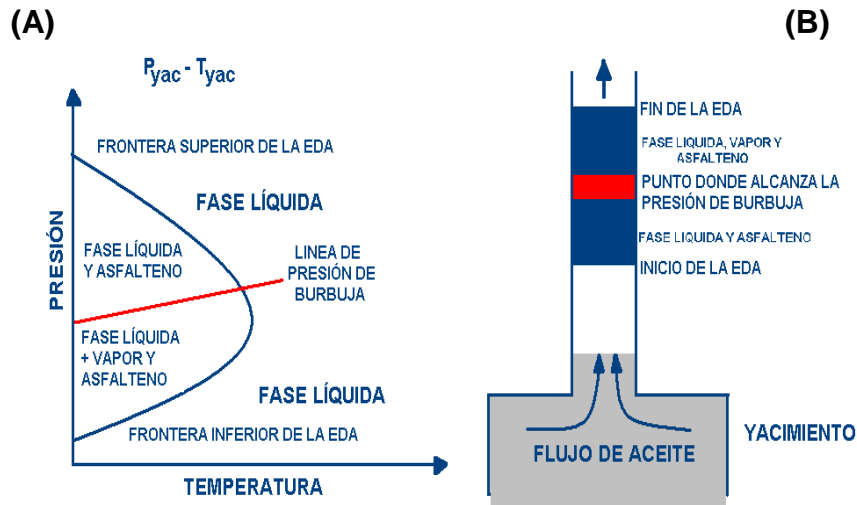 (A)
(B)
Pyac - Tyac
FRONTERA SUPERIOR DE LA EDA
FASE LÍQUIDA
FASE LÍQUIDA
Y ASFALTENO
LINEA DE
PRESIÓN DE
BURBUJA
PRESIÓN
FASE LÍQUIDA
+ VAPOR Y
ASFALTENO
FASE LÍQUIDA
FRONTERA INFERIOR DE LA EDA
TEMPERATURA
FIN DE LA EDA
FASE LIQUIDA, VAPOR Y
ASFALTENO
PUNTO DONDE ALCANZA LA
PRESIÓN DE BURBUJA
FASE LIQUIDA Y ASFALTENO
INICIO DE LA EDA
YACIMIENTO
FLUJO DE ACEITE